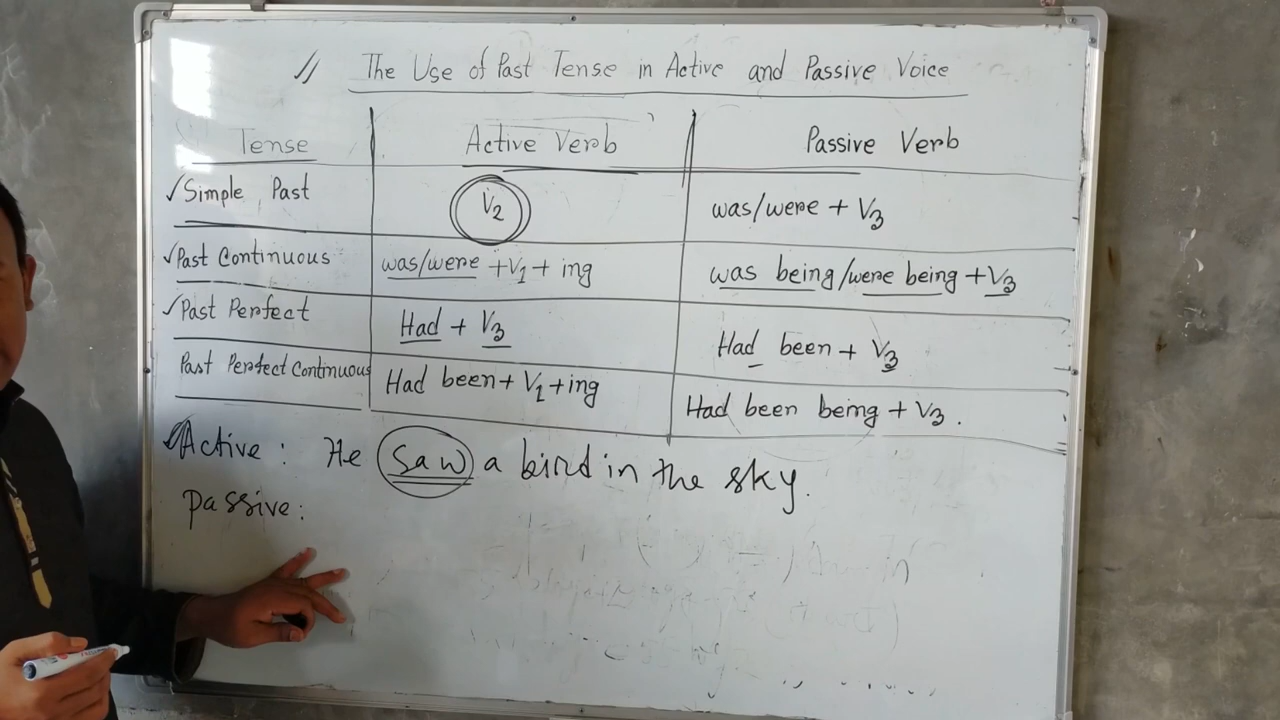 // The Use of Past Tense in Active and Passive Voice
Tense Active Verb Passive Verb
✓Simple Past V2 was/were + V3
✓Past Continuous was/were + V1 + ing was being/were being + V3
✓Past Perfect Had + V3 Had been + V3
Past Perfect Continuous Had been + V1 + ing Had been being + V3.
✓Active: He Saw a bird in the sky.
Passive: